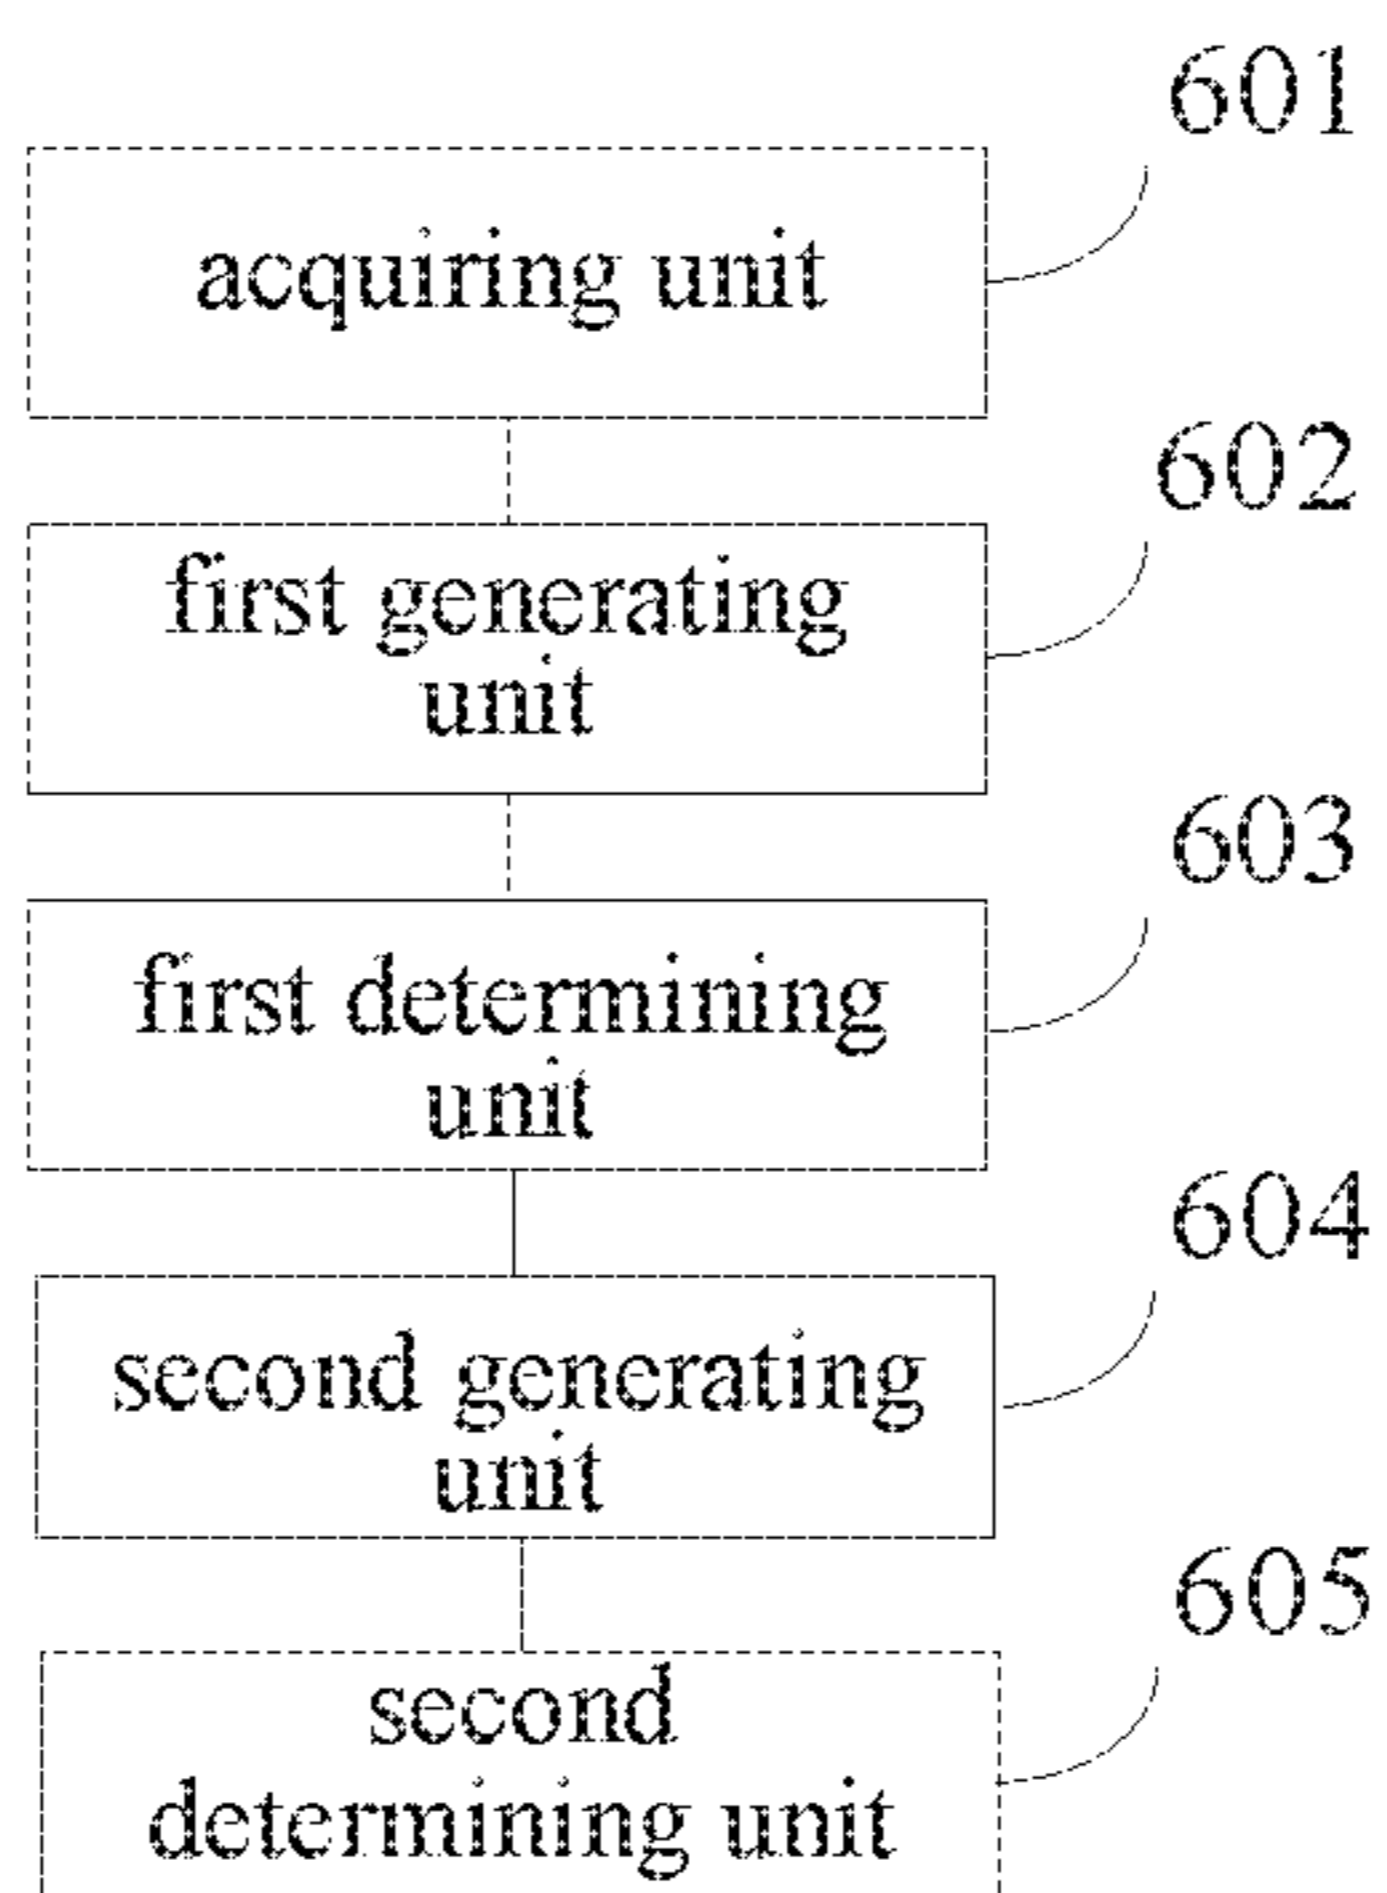 601
acquiring unit
602
first generating
unit
603
first determining
unit
604
second generating
unit
605
second
determining unit